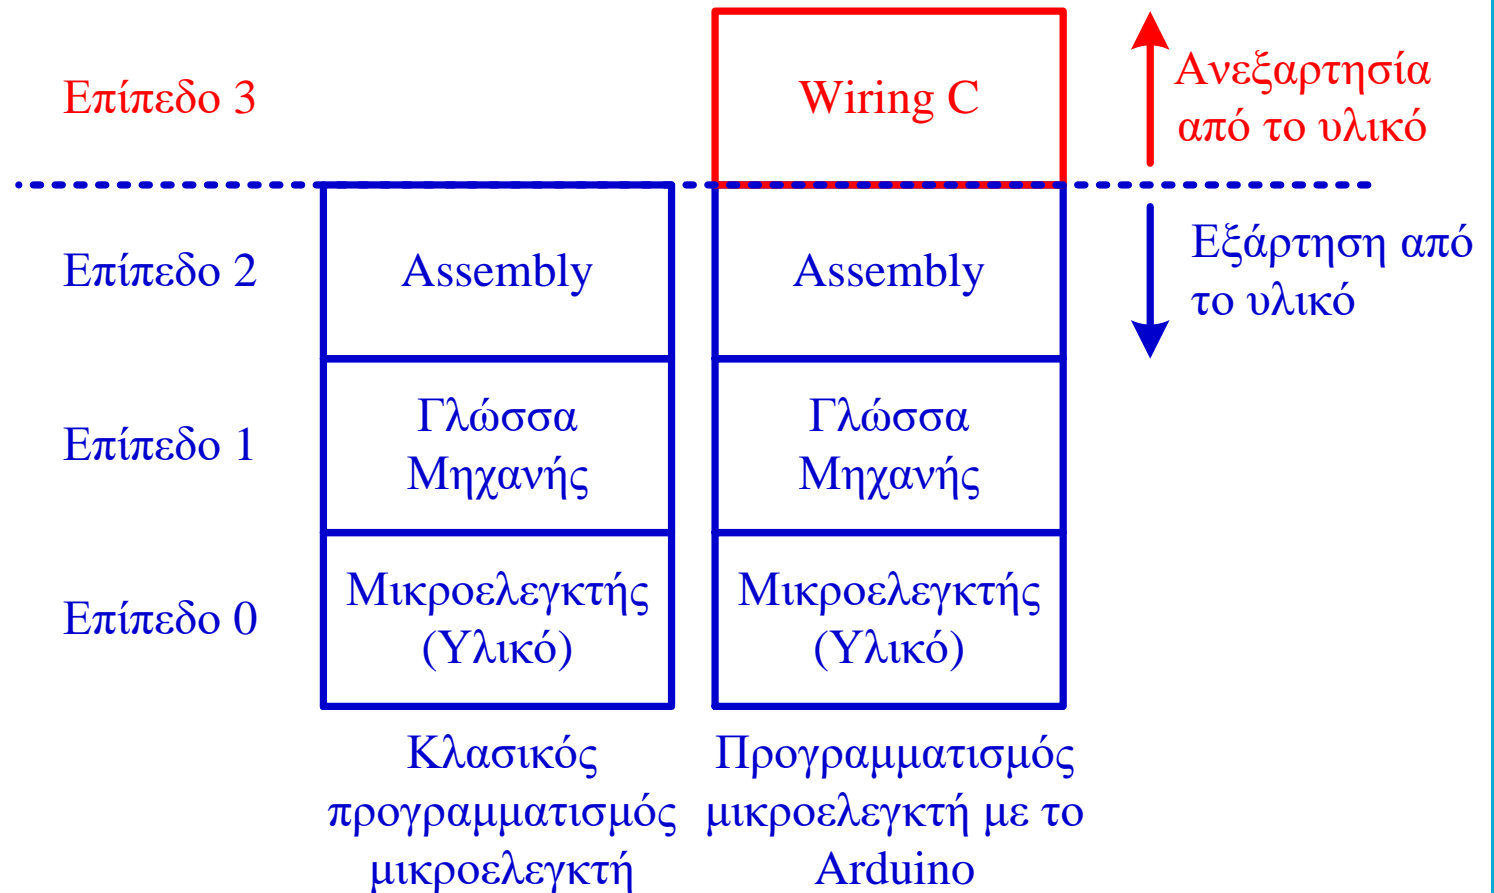 Επίπεδο 3
Wiring C
Ανεξαρτησία
από το υλικό
Επίπεδο 2
Assembly
Assembly
Εξάρτηση από
το υλικό
Επίπεδο 1
Γλώσσα
Μηχανής
Γλώσσα
Μηχανής
Επίπεδο 0
Μικροελεγκτής
(Υλικό)
Μικροελεγκτής
(Υλικό)
Κλασικός
προγραμματισμός
μικροελεγκτή
Προγραμματισμός
μικροελεγκτή με το
Arduino